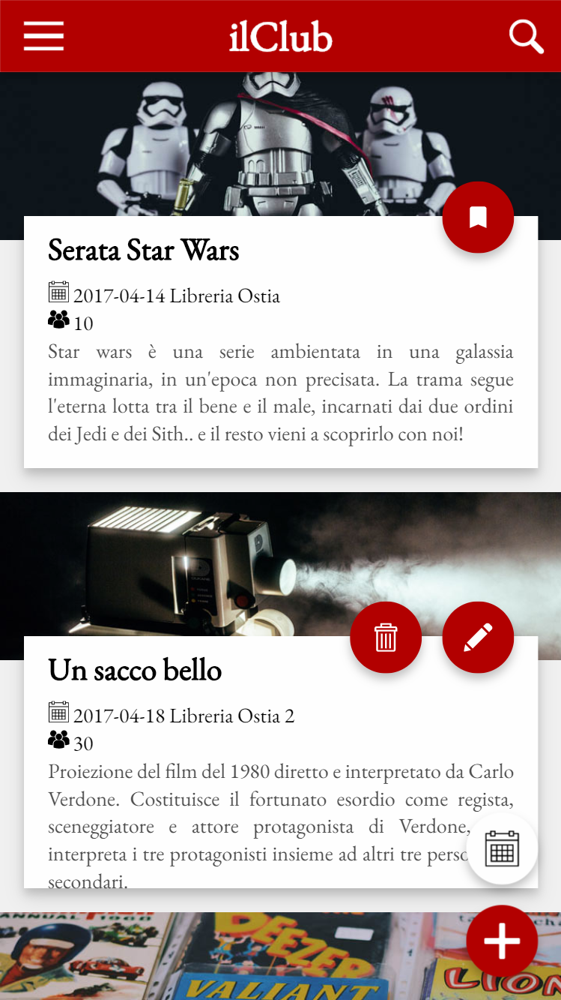 ilClub
Serata Star Wars
2017-04-14 Libreria Ostia
10
Star wars è una serie ambientata in una galassia
immaginaria, in un'epoca non precisata. La trama segue
l'eterna lotta tra il bene e il male, incarnati dai due ordini
dei Jedi e dei Sith.. e il resto vieni a scoprirlo con noi!
D
Un sacco bello
2017-04-18 Libreria Ostia 2
30
Proiezione del film del 1980 diretto e interpretato da Carlo
Verdone. Costituisce il fortunato esordio come regista,
sceneggiatore e attore protagonista di Verdone,
interpreta i tre protagonisti insieme ad altri tre perso
secondari.
ANNUAL 1968
DEEZER
VALIANT
LION